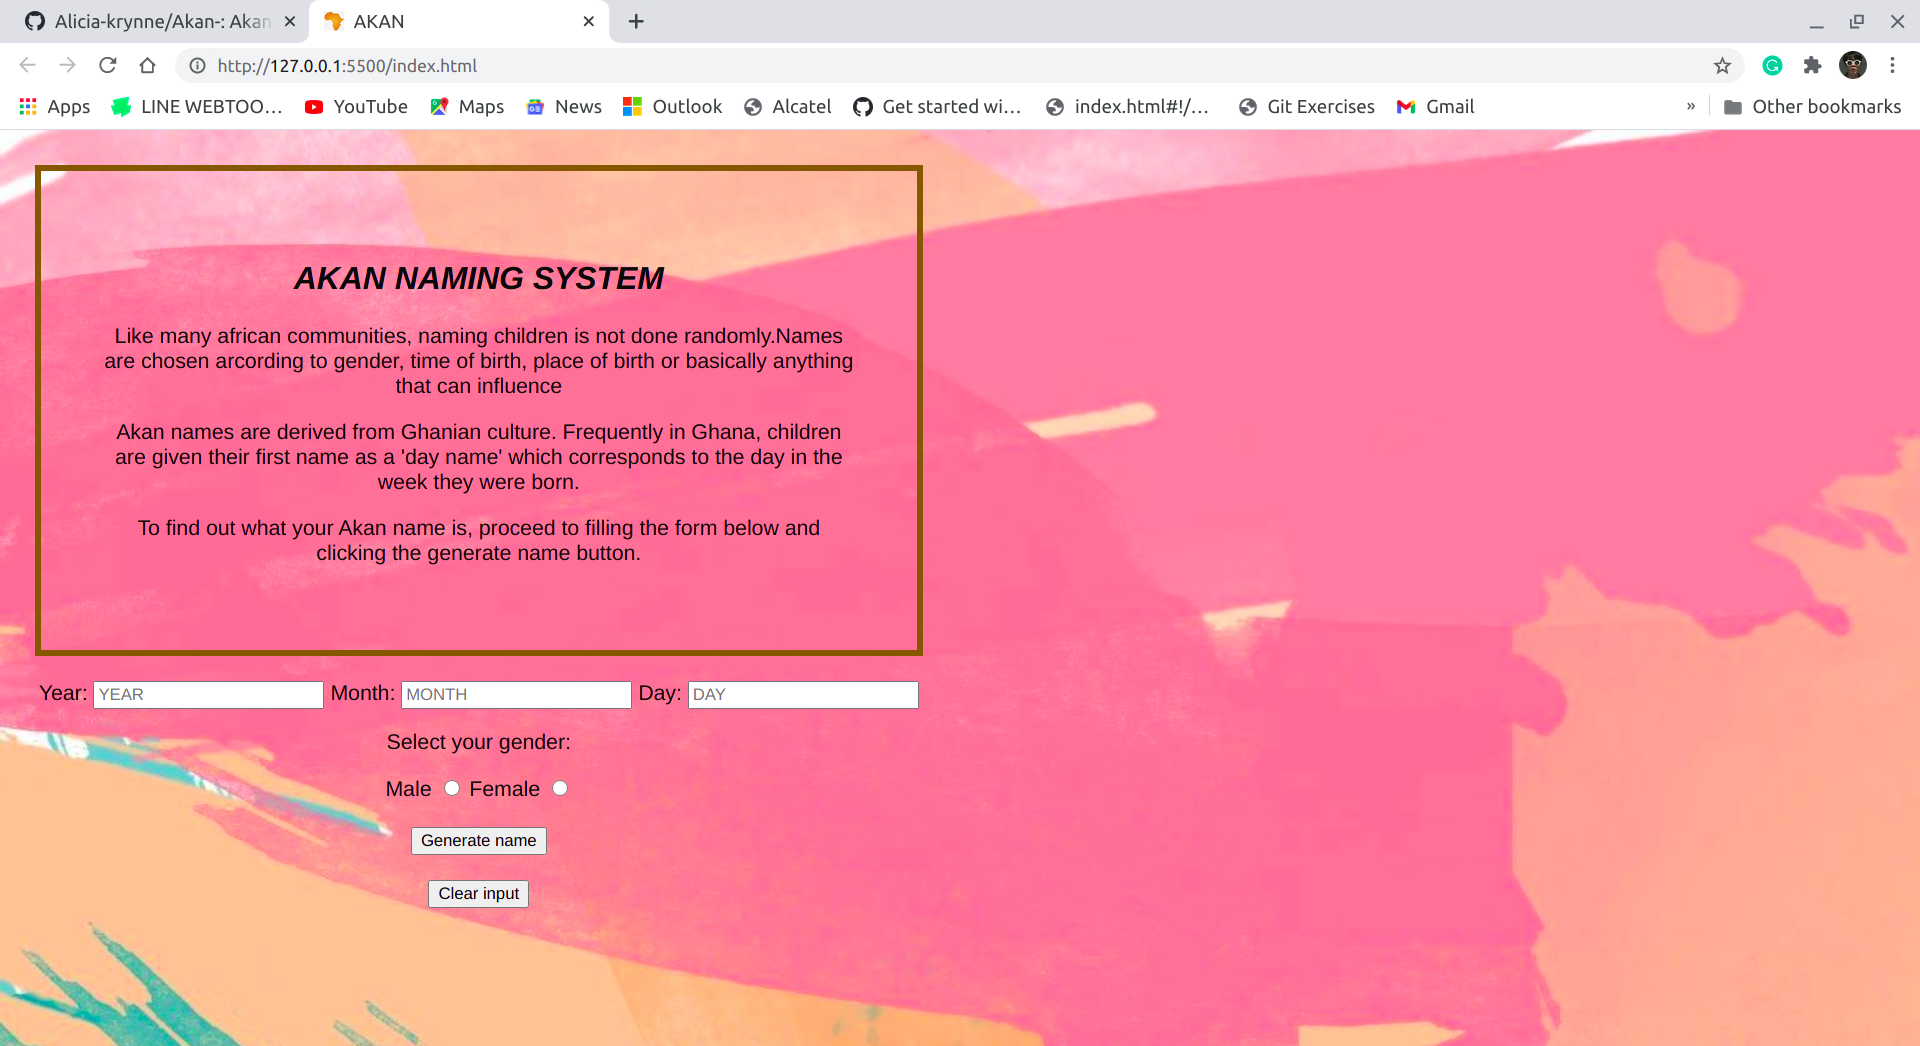 Alicia-krynne/Akan-: Akan
AKAN
http://127.0.0.1:5500/index.html
Apps LINE WEBTOO... YouTube Maps News Outlook Alcatel Get started wi... index.html#!/... Git Exercises Gmail » Other bookmarks
AKAN NAMING SYSTEM
Like many african communities, naming children is not done randomly.Names
are chosen arcording to gender, time of birth, place of birth or basically anything
that can influence
Akan names are derived from Ghanian culture. Frequently in Ghana, children
are given their first name as a 'day name' which corresponds to the day in the
week they were born.
To find out what your Akan name is, proceed to filling the form below and
clicking the generate name button.
Year: YEAR Month: MONTH Day: DAY
Select your gender:
Male Female
Generate name
Clear input